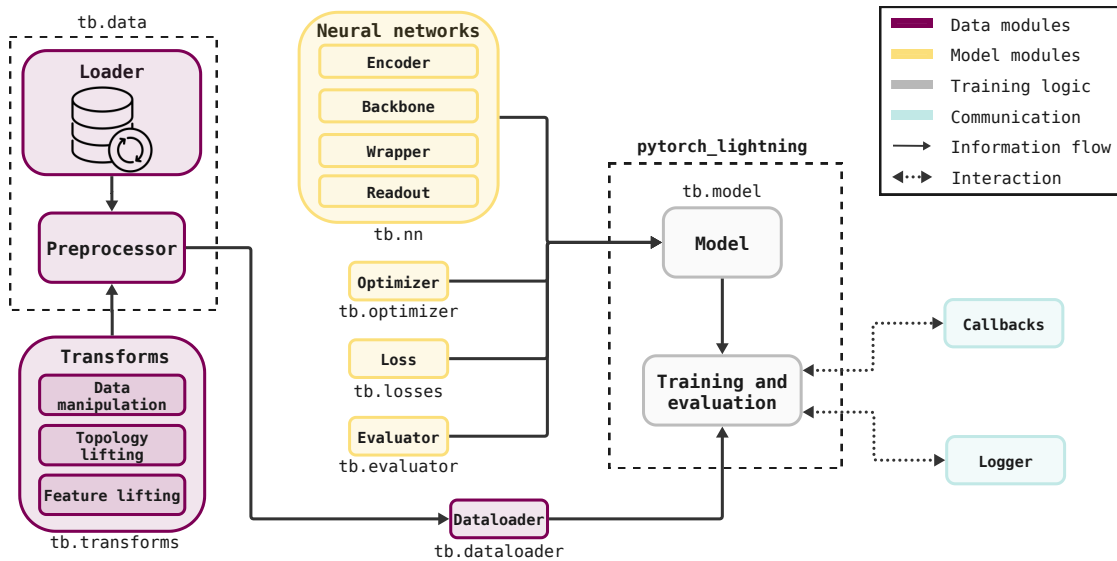 tb.data
Loader
Preprocessor
Transforms
Data
manipulation
Topology
lifting
Feature lifting
tb.transforms
Neural networks
Encoder
Backbone
Wrapper
Readout
tb.nn
Optimizer
tb.optimizer
Loss
tb.losses
Evaluator
tb.evaluator
Dataloader
tb.dataloader
pytorch_lightning
tb.model
Model
Training and
evaluation
Callbacks
Logger
Data modules
Model modules
Training logic
Communication
Information flow
Interaction